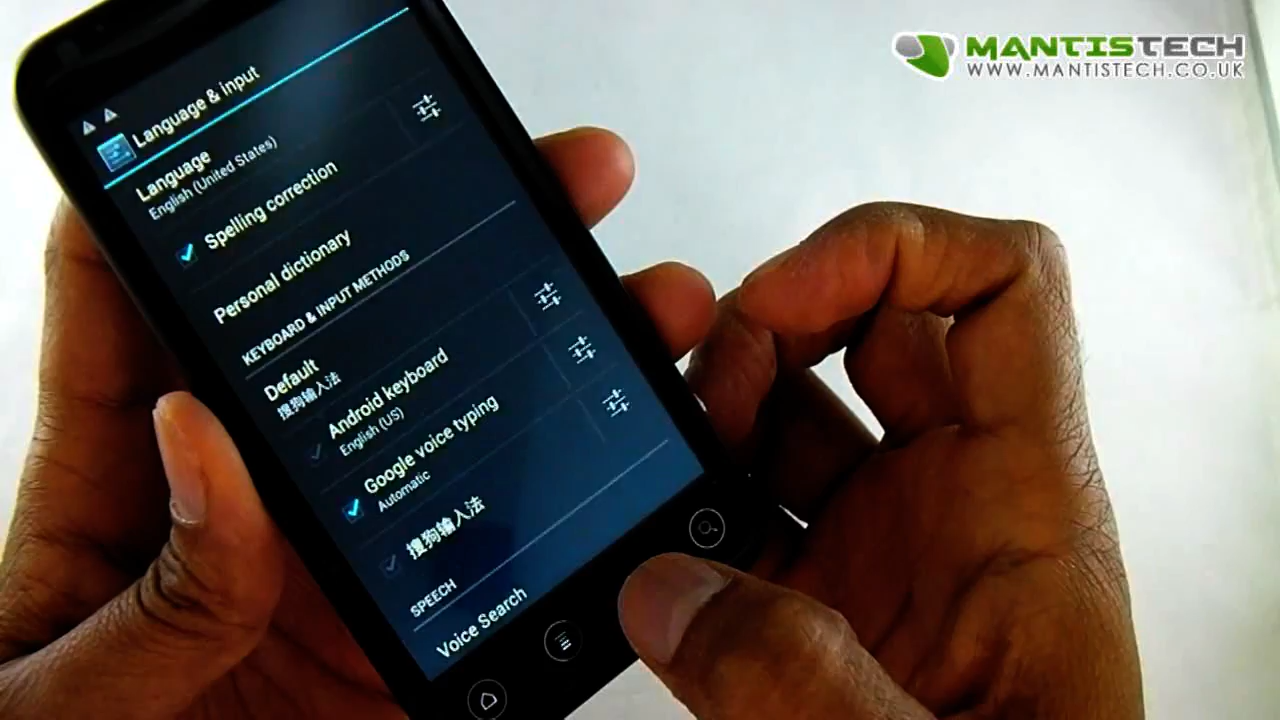 MANTISTECH
WWW.MANTISTECH.CO.UK
Language & input
Language
English (United States)
Spelling correction
Personal dictionary
KEYBOARD & INPUT METHODS
Default
搜狗输入法
Android keyboard
English (US)
Google voice typing
Automatic
搜狗输入法
SPEECH
Voice Search